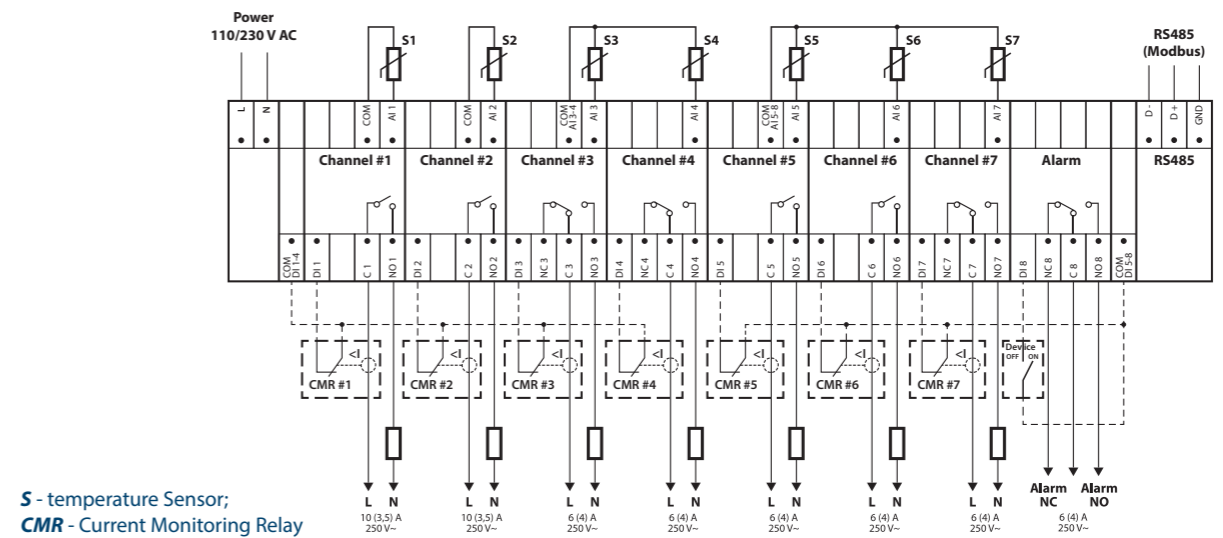 Power
110/230 V AC
RS485
(Modbus)
S1
S2
S3
S4
S5
S6
S7
L
N
COM
AI 1
COM
AI 2
COM
AI 3-4
AI 3
AI 4
COM
AI 5-8
AI 5
AI 6
AI 7
D -
D +
GND
Channel #1
Channel #2
Channel #3
Channel #4
Channel #5
Channel #6
Channel #7
Alarm
RS485
COM
DI 1-4
DI 1
C 1
NO 1
DI 2
C 2
NO 2
DI 3
NC 3
C 3
NO 3
DI 4
NC 4
C 4
NO 4
DI 5
C 5
NO 5
DI 6
C 6
NO 6
DI 7
NC 7
C 7
NO 7
DI 8
NC 8
C 8
NO 8
COM
DI 5-8
<I
<I
<I
<I
<I
<I
<I
Device
OFF ON
CMR #1
CMR #2
CMR #3
CMR #4
CMR #5
CMR #6
CMR #7
L N
L N
L N
L N
L N
L N
L N
Alarm
NC
Alarm
NO
10 (3,5) A
250 V~
10 (3,5) A
250 V~
6 (4) A
250 V~
6 (4) A
250 V~
6 (4) A
250 V~
6 (4) A
250 V~
6 (4) A
250 V~
6 (4) A
250 V~
S - temperature Sensor;
CMR - Current Monitoring Relay